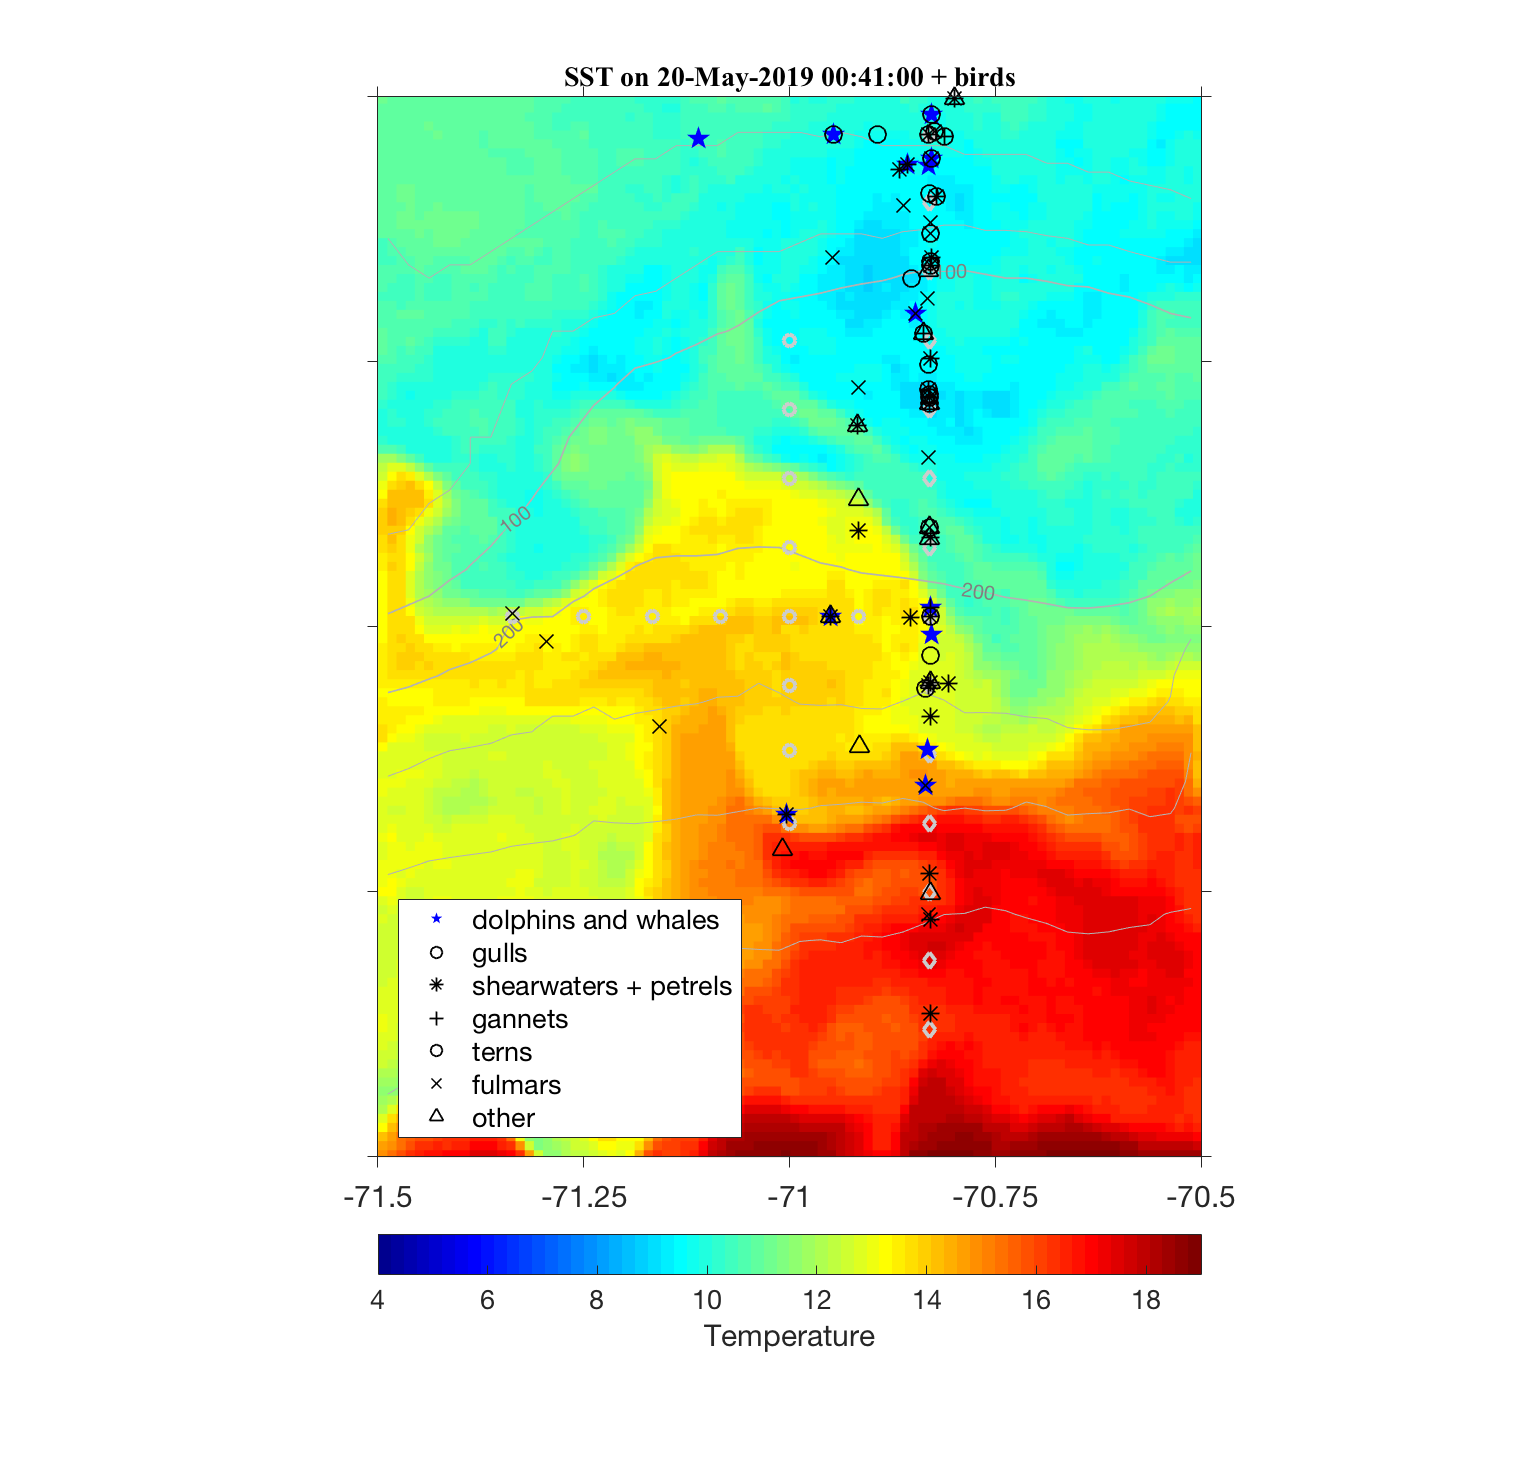 SST on 20-May-2019 00:41:00 + birds
100
100
200
200
dolphins and whales
gulls
shearwaters + petrels
gannets
terns
fulmars
other
-71.5 -71.25 -71 -70.75 -70.5
4 6 8 10 12 14 16 18
Temperature